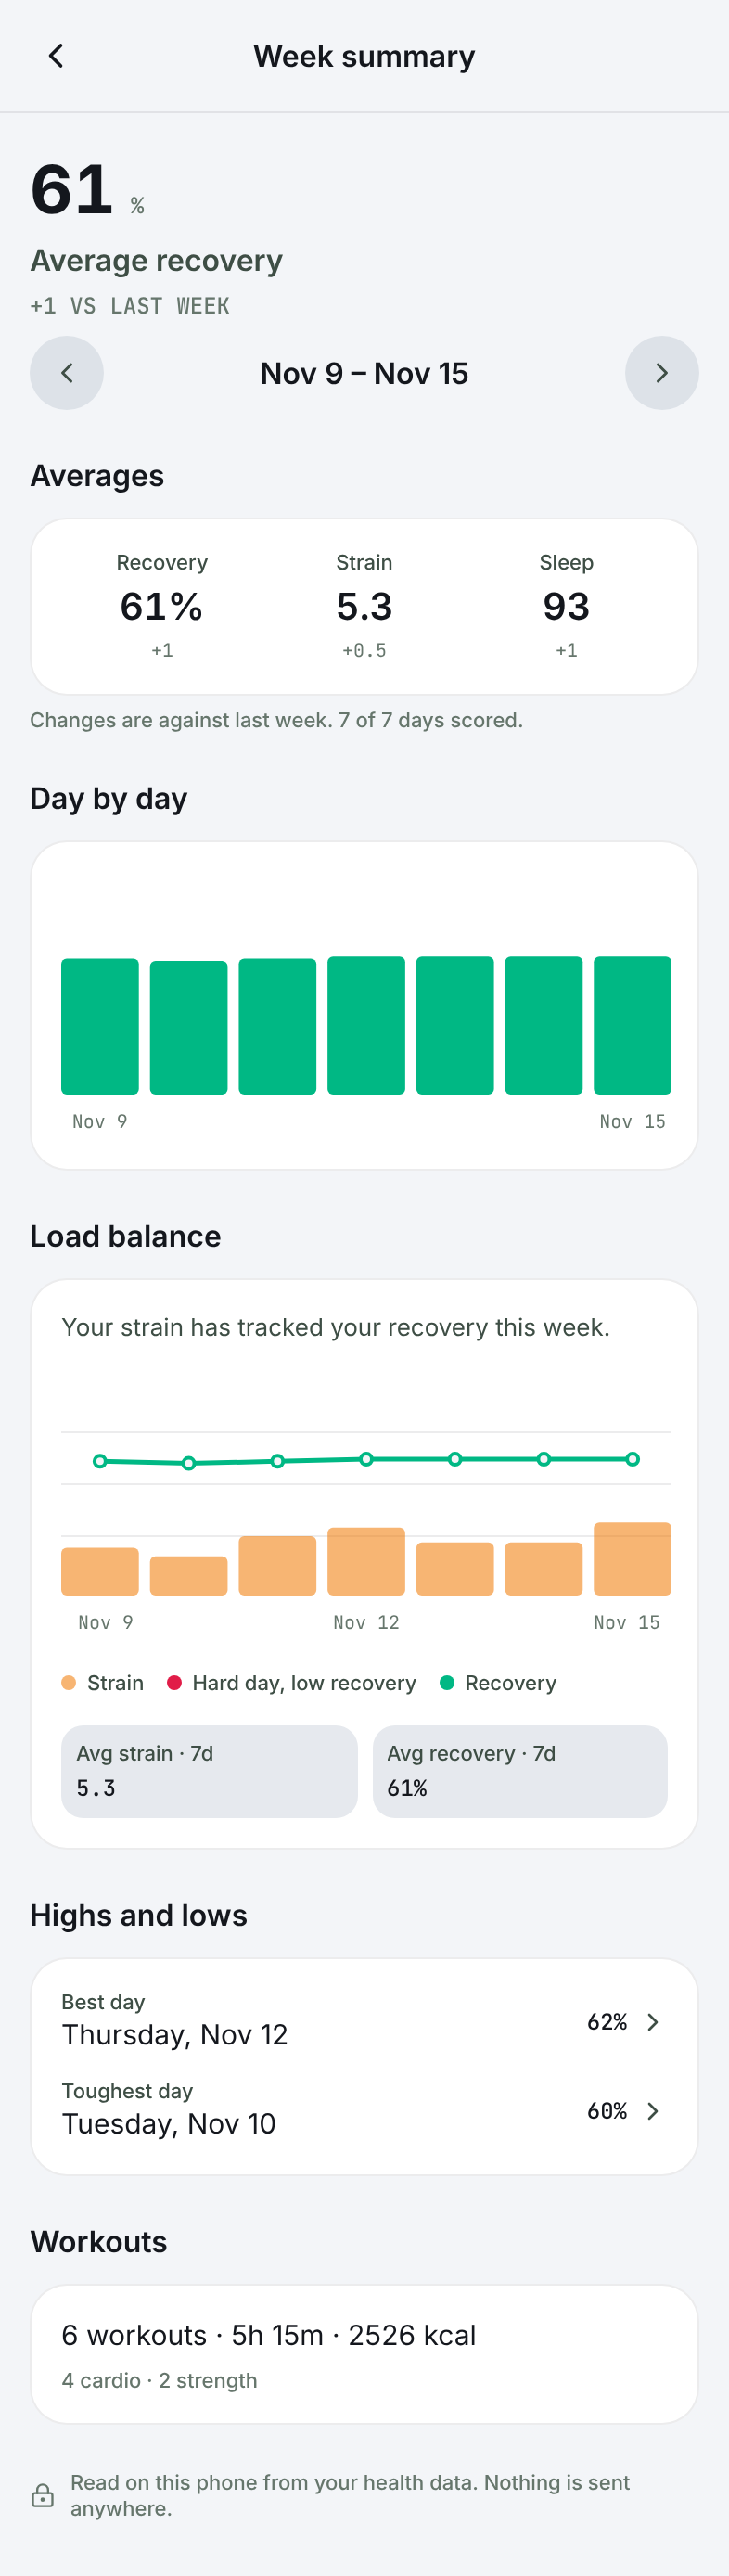 Week summary
61 %
Average recovery
+1 VS LAST WEEK
Nov 9 – Nov 15
Averages
Recovery Strain Sleep
61% 5.3 93
+1 +0.5 +1
Changes are against last week. 7 of 7 days scored.
Day by day
Nov 9 Nov 15
Load balance
Your strain has tracked your recovery this week.
Nov 9 Nov 12 Nov 15
Strain Hard day, low recovery Recovery
Avg strain · 7d Avg recovery · 7d
5.3 61%
Highs and lows
Best day
Thursday, Nov 12 62%
Toughest day
Tuesday, Nov 10 60%
Workouts
6 workouts · 5h 15m · 2526 kcal
4 cardio · 2 strength
Read on this phone from your health data. Nothing is sent
anywhere.